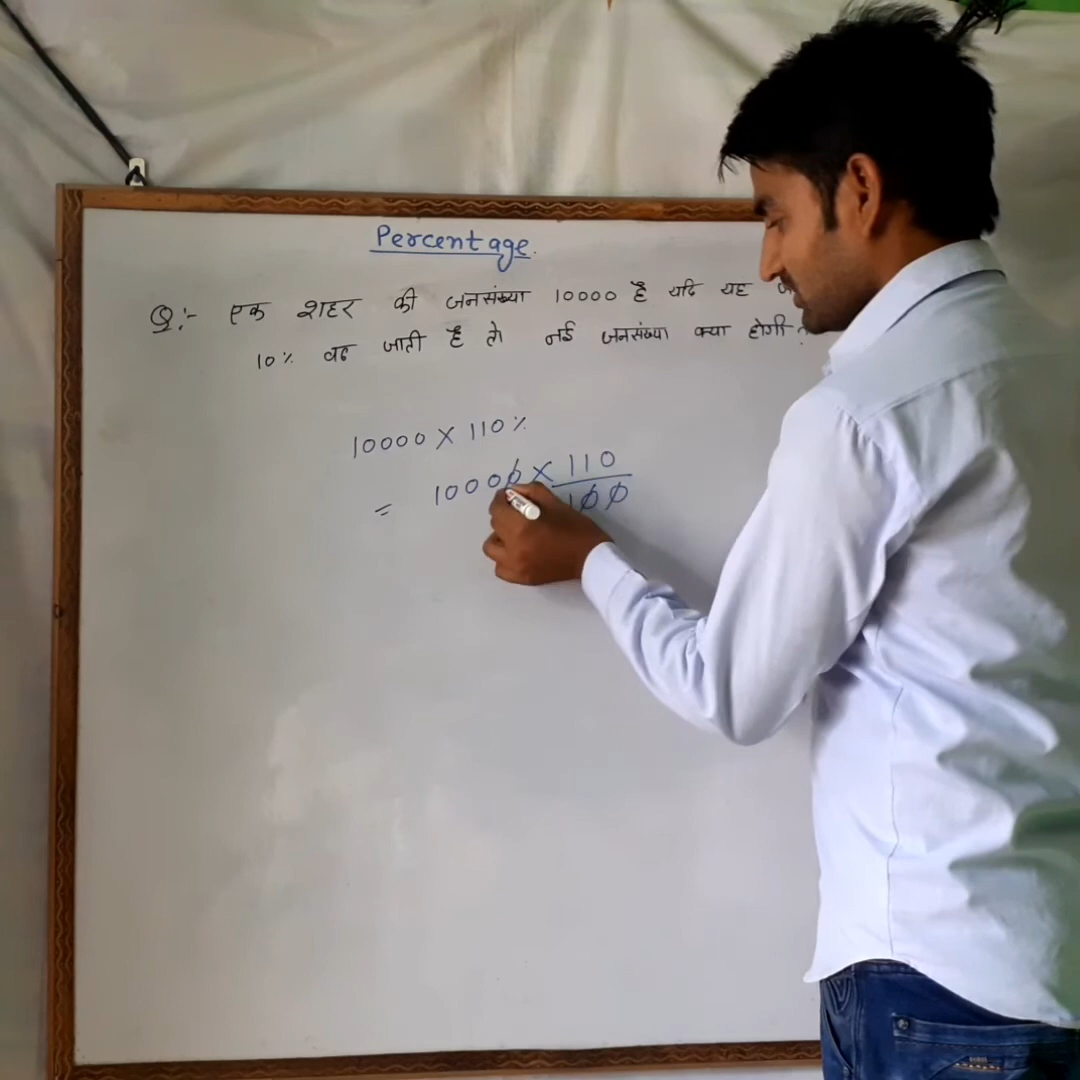 Percentage.
Q:- एक शहर की जनसंख्या 10000 है यदि यह
10% बढ जाती है तो नई जनसंख्या क्या होगी?
10000 × 110%
= 10000 × 110
100